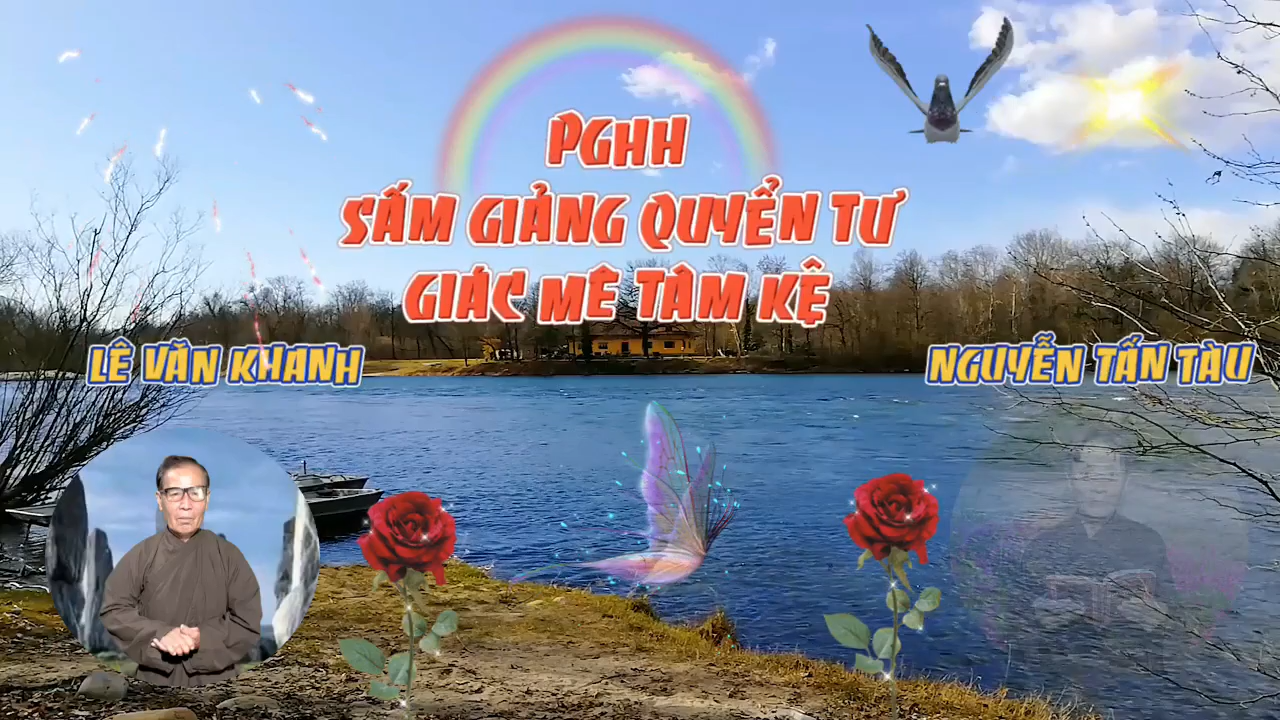 PGHH
SẤM GIẢNG QUYỂN TƯ
GIÁC MÊ TÂM KỆ
LÊ VĂN KHANH
NGUYỄN TẤN TÀU